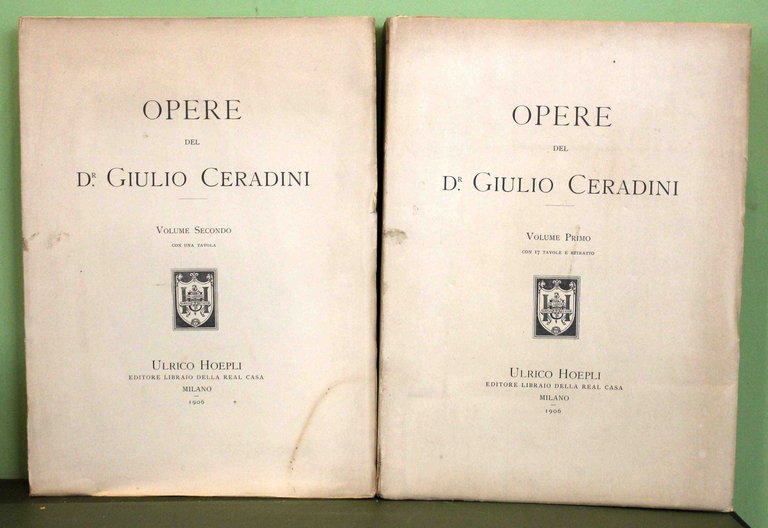 OPERE
DEL
DR. GIULIO CERADINI
VOLUME SECONDO
CON UNA TAVOLA
ULRICO HOEPLI
EDITORE LIBRAIO DELLA REAL CASA
MILANO
1906
OPERE
DEL
DR. GIULIO CERADINI
VOLUME PRIMO
CON 17 TAVOLE E RITRATTO
ULRICO HOEPLI
EDITORE LIBRAIO DELLA REAL CASA
MILANO
1906